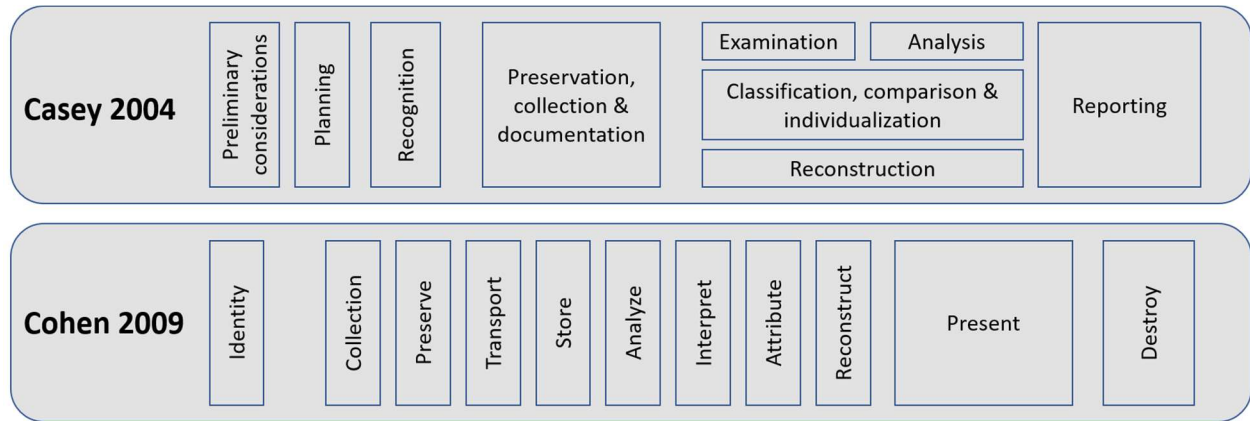 Casey 2004
Preliminary
considerations
Planning
Recognition
Preservation,
collection &
documentation
Examination
Analysis
Classification, comparison &
individualization
Reconstruction
Reporting
Cohen 2009
Identity
Collection
Preserve
Transport
Store
Analyze
Interpret
Attribute
Reconstruct
Present
Destroy